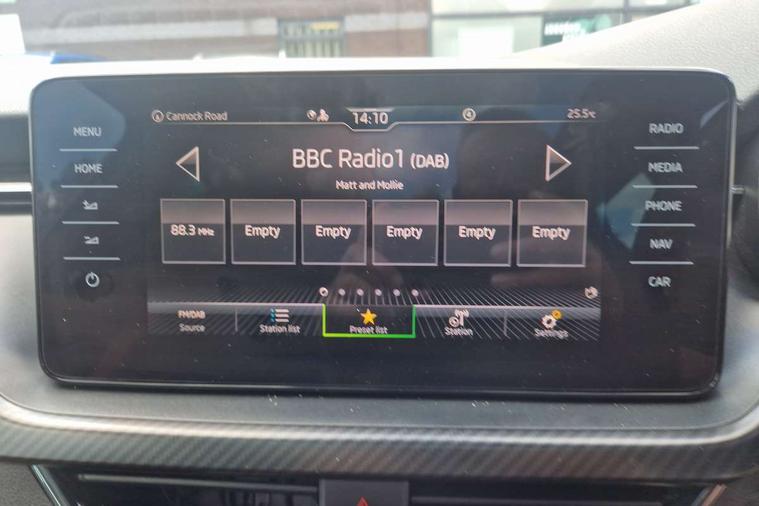 MENU
HOME
Cannock Road
14:10
25.5°C
BBC Radio1 (DAB)
Matt and Mollie
88.3 MHz
Empty
Empty
Empty
Empty
Empty
FM/DAB
Source
Station list
Preset list
Station
Settings
RADIO
MEDIA
PHONE
NAV
CAR